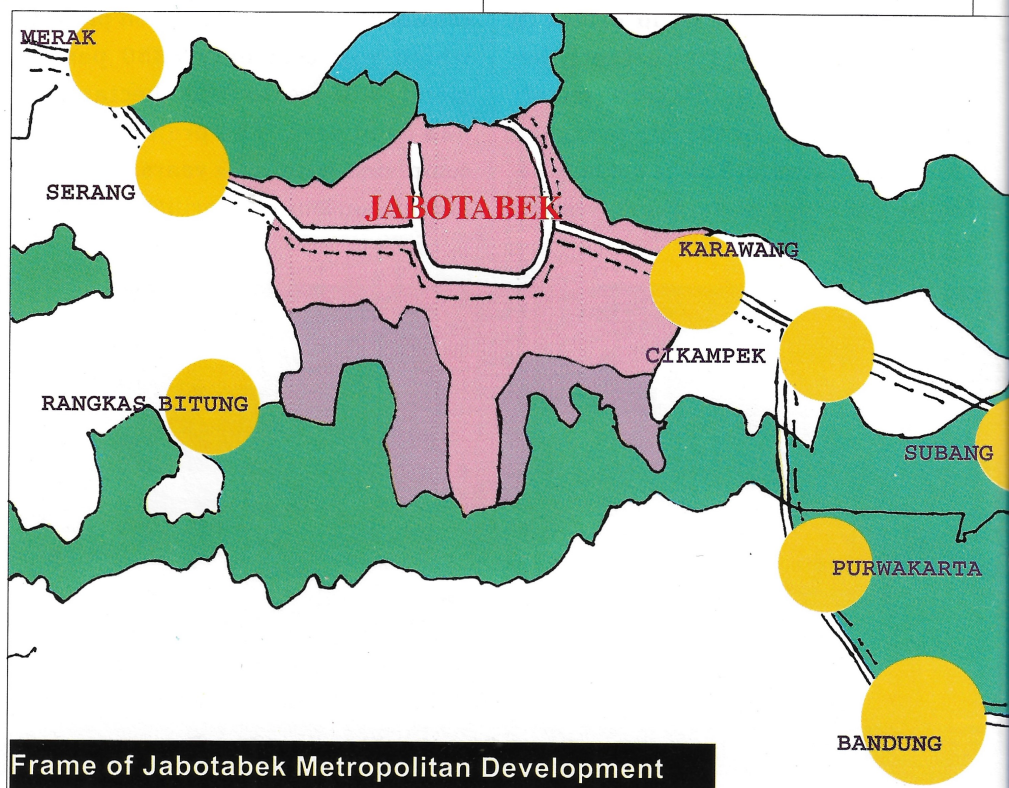 MERAK
SERANG
JABOTABEK
KARAWANG
CIKAMPEK
RANGKAS BITUNG
SUBANG
PURWAKARTA
BANDUNG
Frame of Jabotabek Metropolitan Development